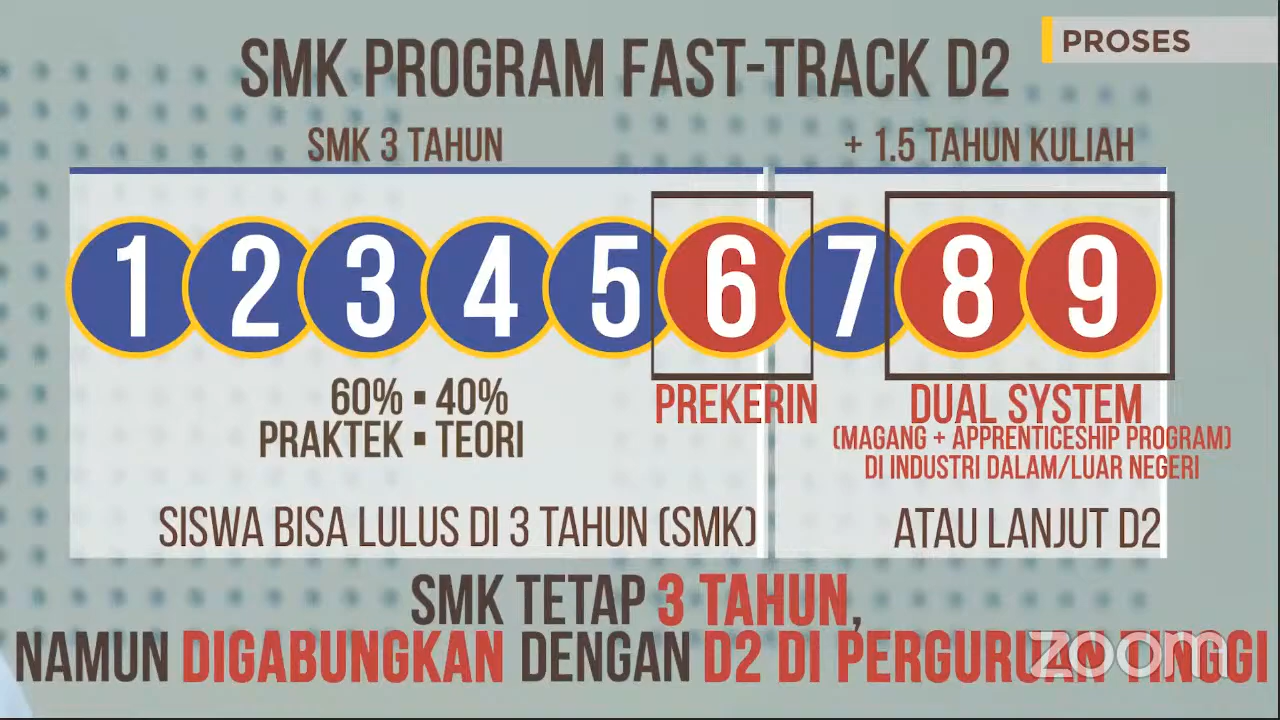 PROSES
SMK PROGRAM FAST-TRACK D2
SMK 3 TAHUN
+ 1.5 TAHUN KULIAH
1 2 3 4 5 6 7 8 9
60% ▪ 40%
PRAKTEK ▪ TEORI
PREKERIN
DUAL SYSTEM
(MAGANG + APPRENTICESHIP PROGRAM)
DI INDUSTRI DALAM/LUAR NEGERI
SISWA BISA LULUS DI 3 TAHUN (SMK)
ATAU LANJUT D2
SMK TETAP 3 TAHUN,
NAMUN DIGABUNGKAN DENGAN D2 DI PERGURUAN TINGGI
zoom